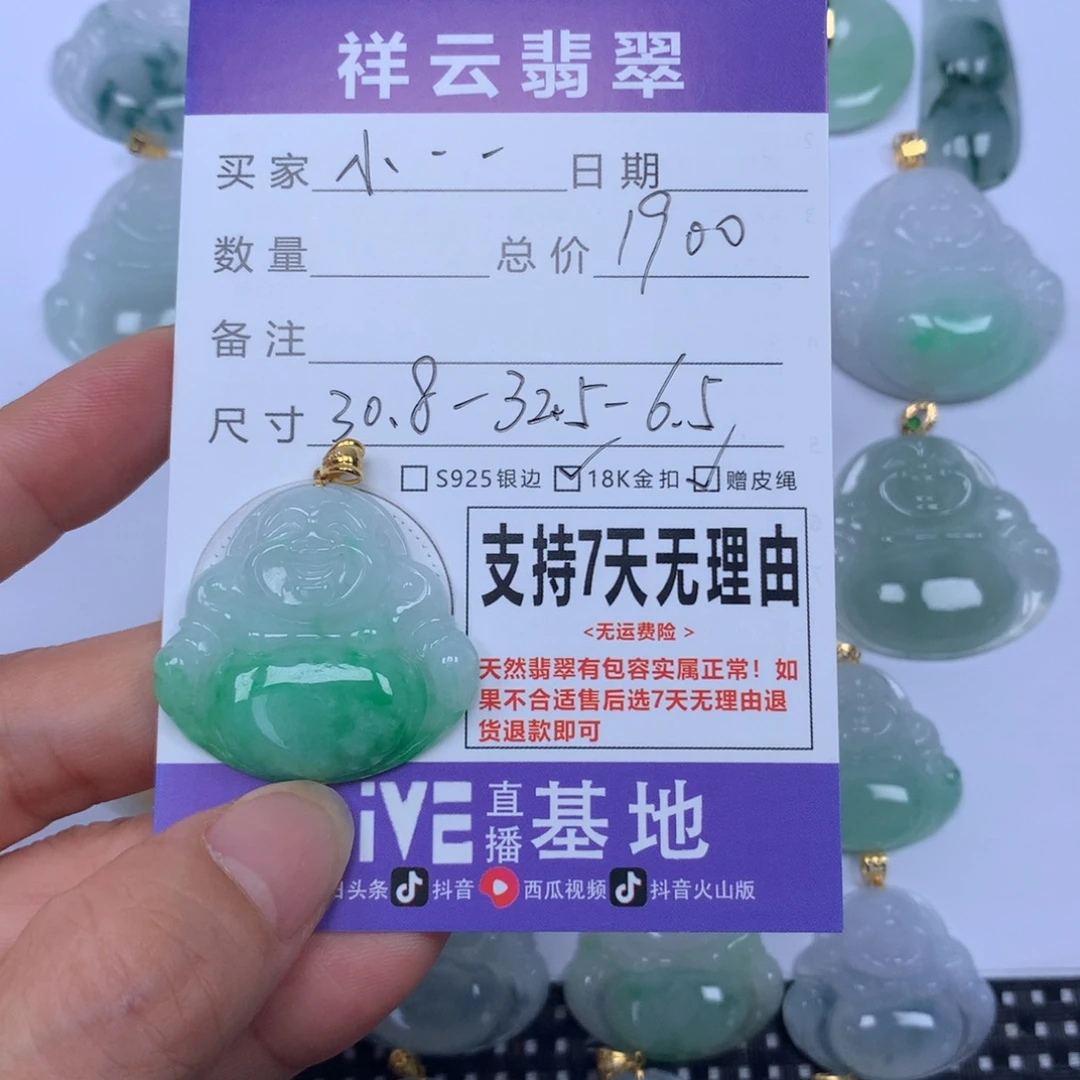 祥云翡翠
买家 小一一 日期
数量 总价 1900
备注
尺寸 30.8-32.5-6.5
S925银边 18K金扣 赠皮绳
支持7天无理由
<无运费险 >
天然翡翠有包容实属正常！如
果不合适售后选7天无理由退
货退款即可
iVE 直播 基地
头条 抖音 西瓜视频 抖音火山版